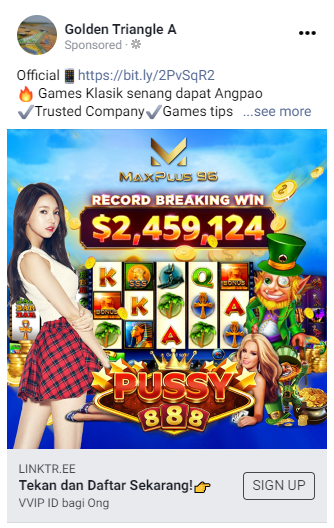 Golden Triangle A
Sponsored ·
Official https://bit.ly/2PvSqR2
Games Klasik senang dapat Angpao
✓Trusted Company✓Games tips ...see more
MAXPLUS 96
RECORD BREAKING WIN
$2,459,124
K A Q
K K
A A
PUSSY
888
LINKTR.EE
Tekan dan Daftar Sekarang!👉
VVIP ID bagi Ong
SIGN UP